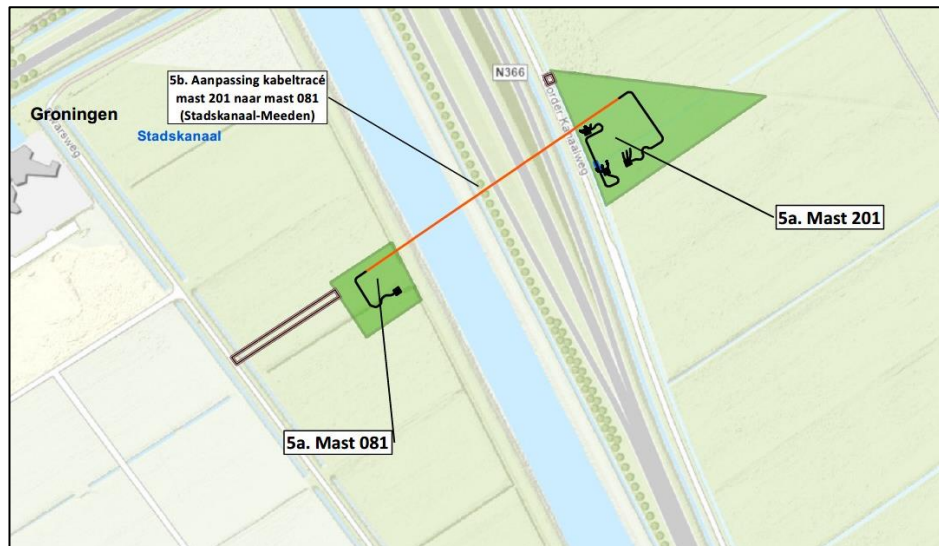 5b. Aanpassing kabeltracé
mast 201 naar mast 081
(Stadskanaal-Meeden)
N366
Groningen
Stadskanaal
5a. Mast 201
5a. Mast 081